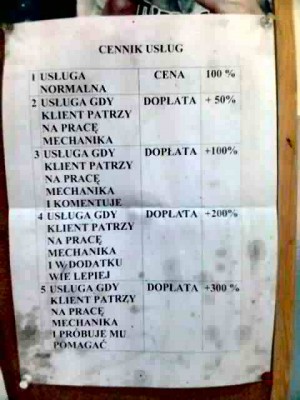 CENNIK USŁUG
1 USŁUGA NORMALNA CENA 100 %
2 USŁUGA GDY DOPŁATA + 50%
KLIENT PATRZY
NA PRACĘ
MECHANIKA
3 USŁUGA GDY DOPŁATA +100%
KLIENT PATRZY
NA PRACĘ
MECHANIKA
I KOMENTUJE
4 USŁUGA GDY DOPŁATA +200%
KLIENT PATRZY
NA PRACĘ
MECHANIKA
I W DODATKU
WIE LEPIEJ
5 USŁUGA GDY DOPŁATA +300 %
KLIENT PATRZY
NA PRACĘ
MECHANIKA
I PRÓBUJE MU
POMAGAĆ